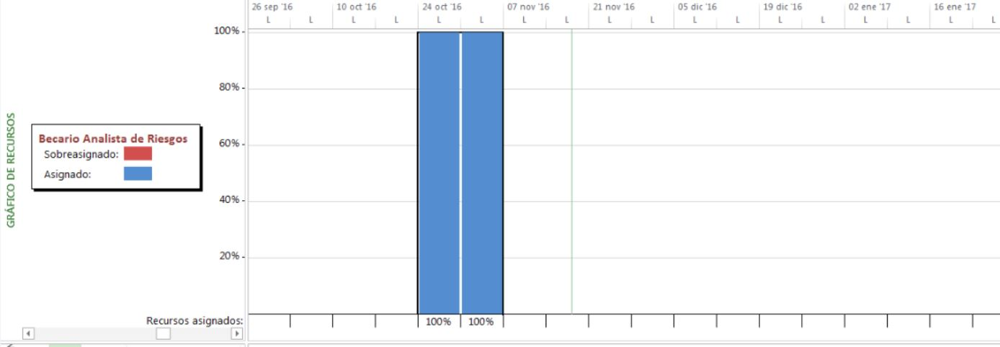 26 sep '16 10 oct '16 24 oct '16 07 nov '16 21 nov '16 05 dic '16 19 dic '16 02 ene '17 16 ene '17
L L L L L L L L L L L L L L L L L L
100%
80%
60%
40%
20%
GRÁFICO DE RECURSOS
Becario Analista de Riesgos
Sobreasignado:
Asignado:
Recursos asignados: 100% 100%